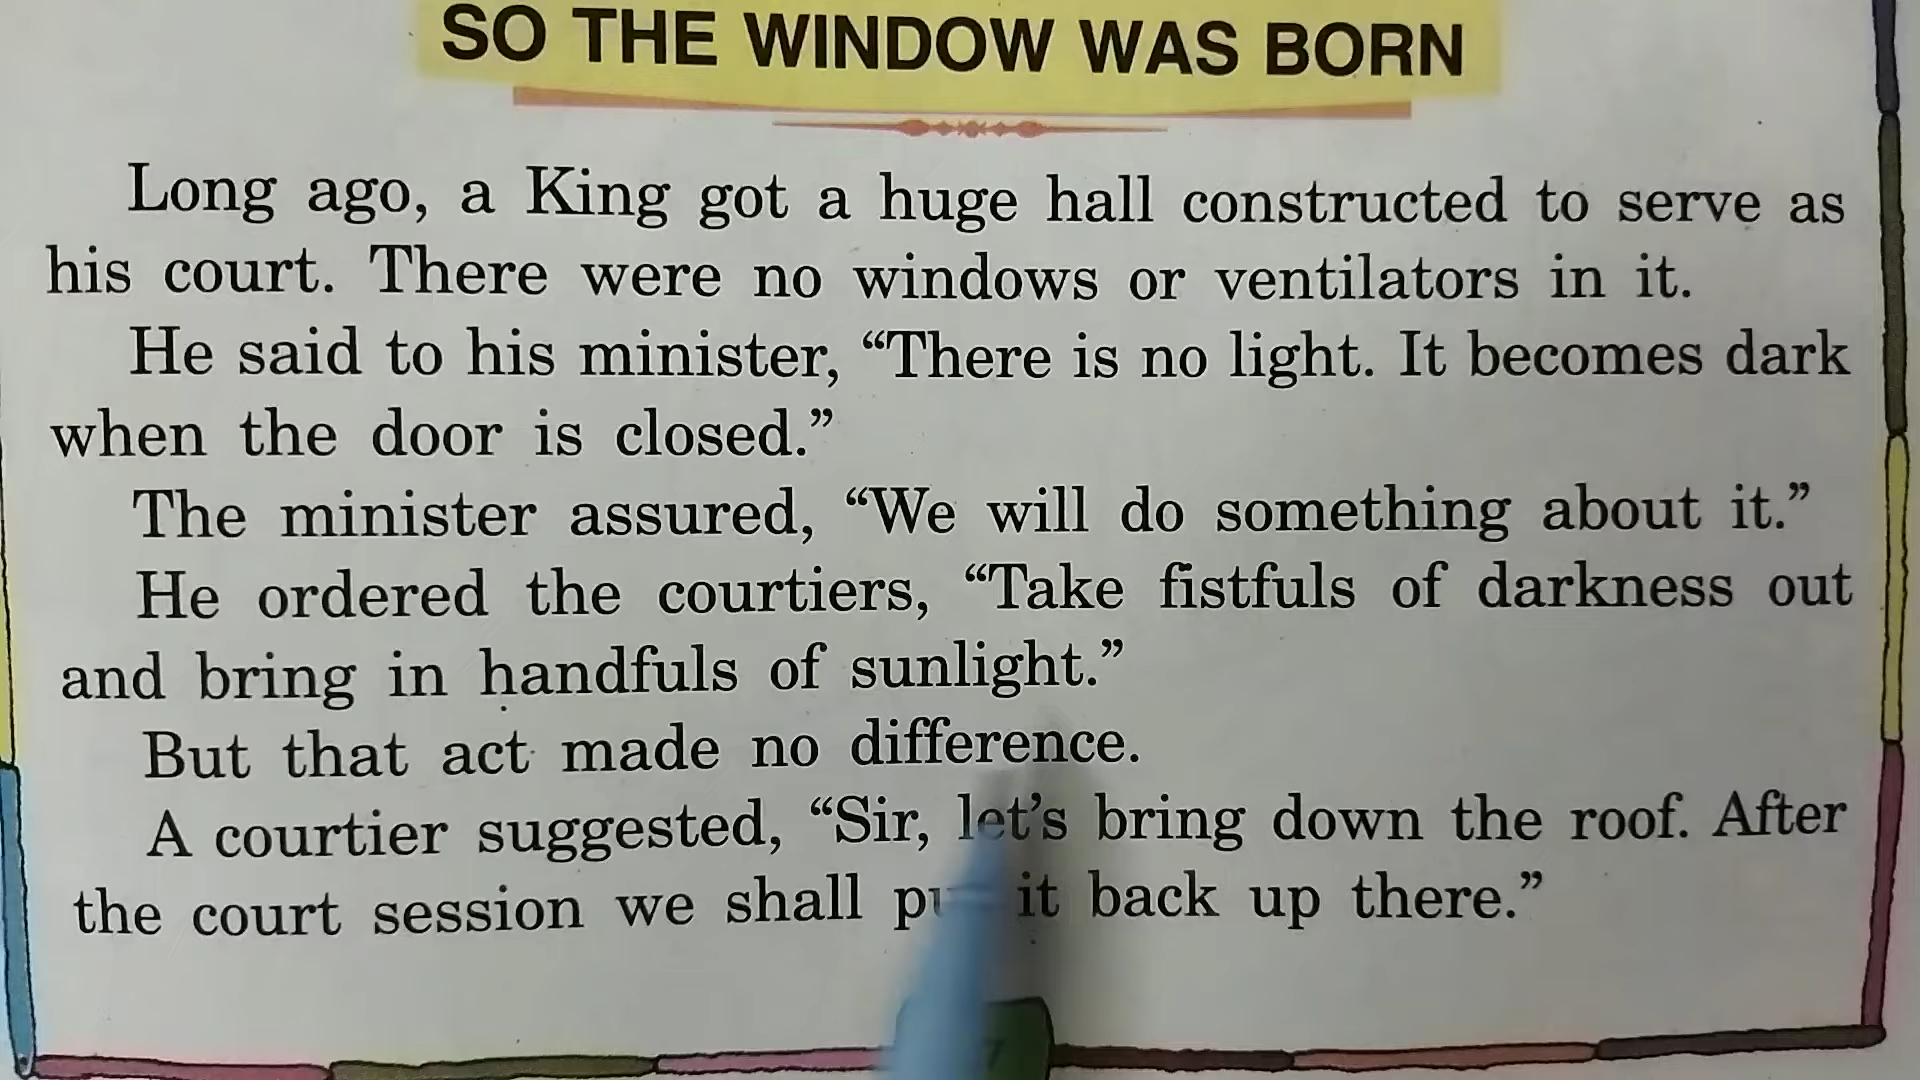 SO THE WINDOW WAS BORN
Long ago, a King got a huge hall constructed to serve as
his court. There were no windows or ventilators in it.
He said to his minister, “There is no light. It becomes dark
when the door is closed.”
The minister assured, “We will do something about it.”
He ordered the courtiers, “Take fistfuls of darkness out
and bring in handfuls of sunlight.”
But that act made no difference.
A courtier suggested, “Sir, let’s bring down the roof. After
the court session we shall it back up there.”